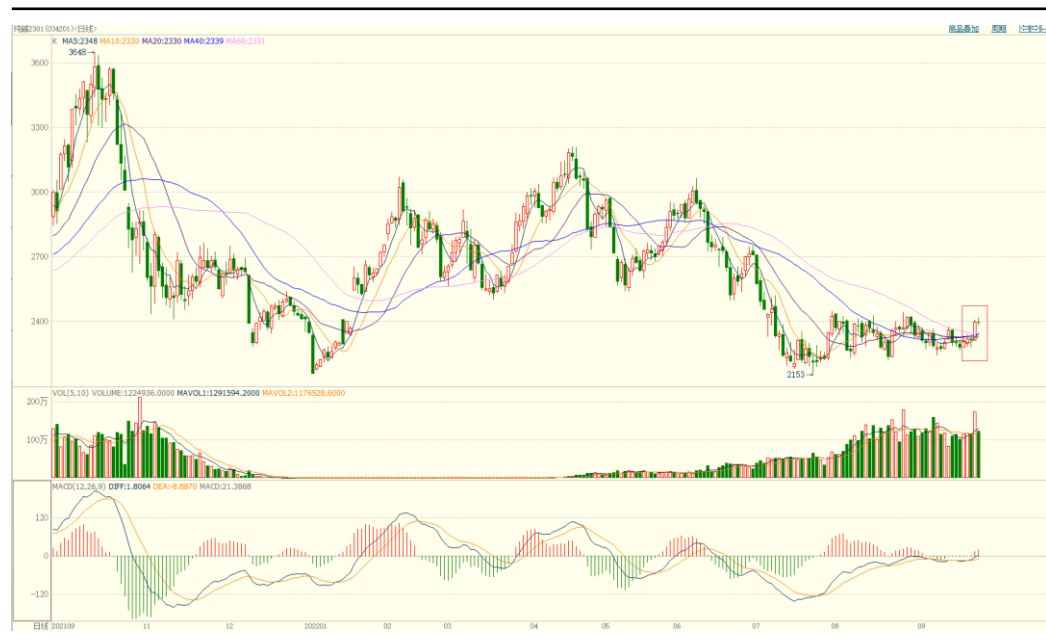 纯碱2301(034201)<日线>
商品叠加 周期
K MA5:2348 MA10:2330 MA20:2330 MA40:2339 MA60:2331
3648→
3600
3300
3000
2700
2400
2153→
VOL(5,10) VOLUME:1224936.0000 MAVOL1:1291594.2000 MAVOL2:1176528.6000
200万
100万
MACD(12,26,9) DIFF:1.8064 DEA:-8.8870 MACD:21.3868
120
0
-120
日线 202109 11 12 202201 02 03 04 05 06 07 08 09